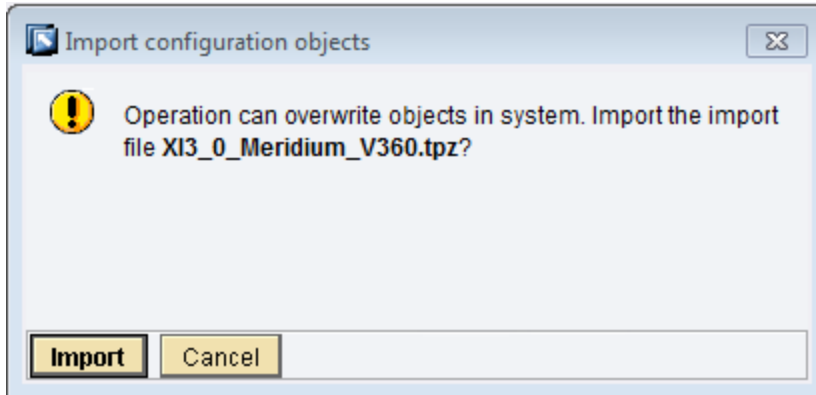 Import configuration objects
Operation can overwrite objects in system. Import the import
file XI3_0_Meridium_V360.tpz?
Import
Cancel